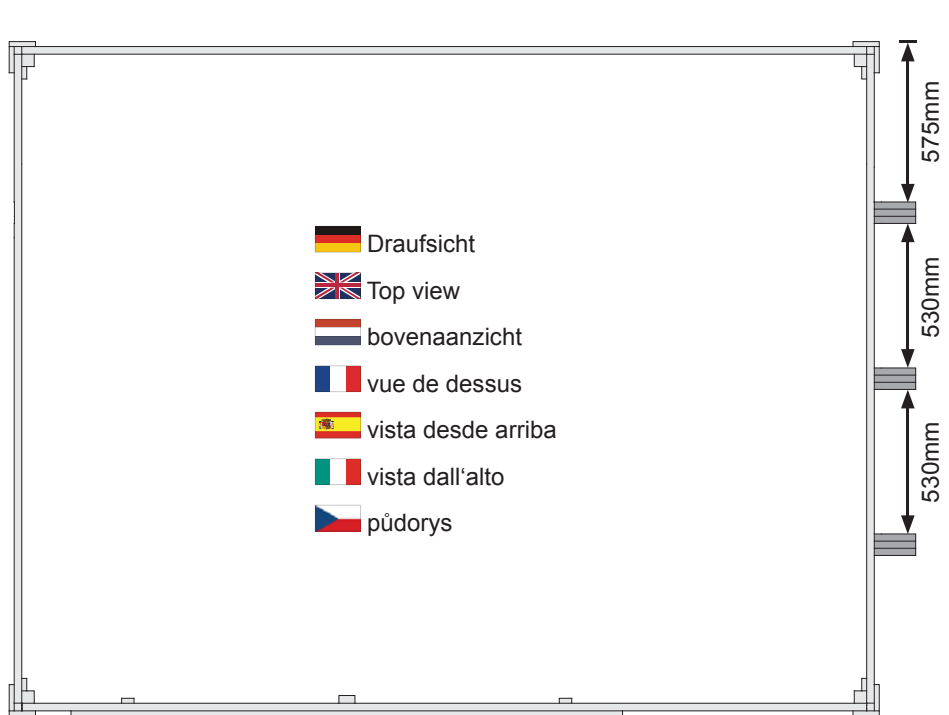 575mm
Draufsicht
Top view
530mm
bovenaanzicht
vue de dessus
vista desde arriba
530mm
vista dall‘alto
půdorys